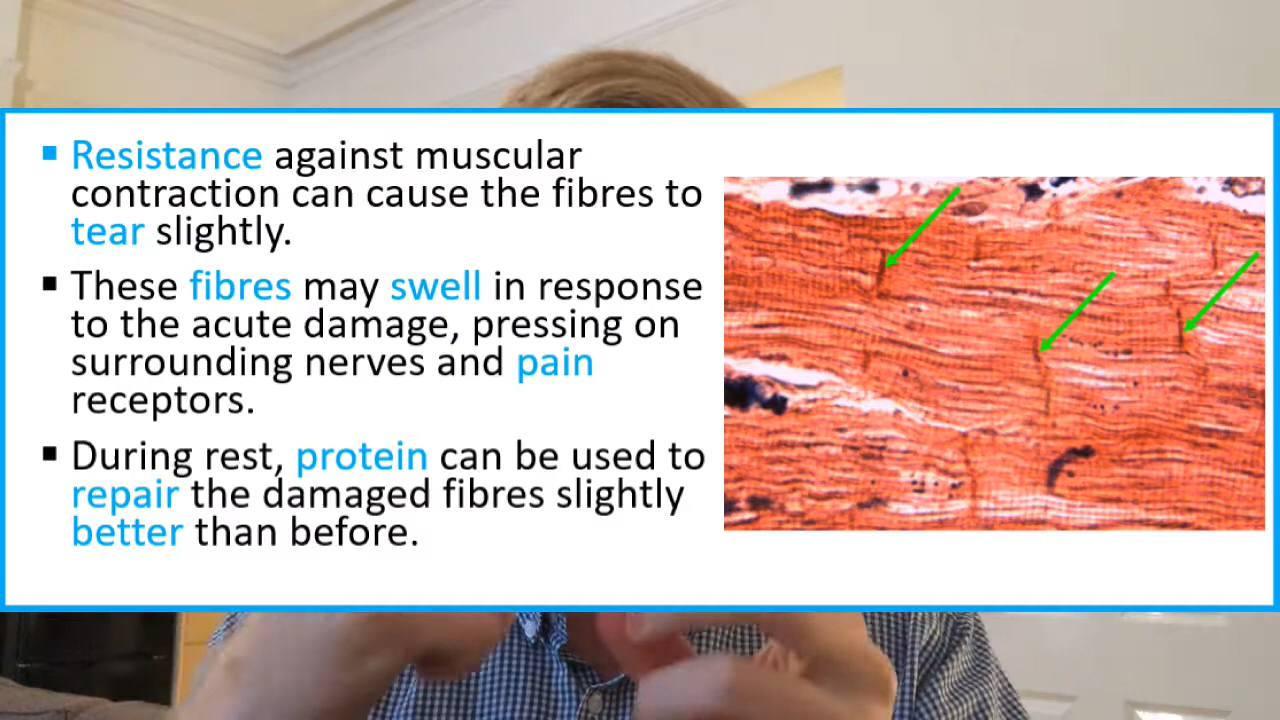 Resistance against muscular
contraction can cause the fibres to
tear slightly.
These fibres may swell in response
to the acute damage, pressing on
surrounding nerves and pain
receptors.
During rest, protein can be used to
repair the damaged fibres slightly
better than before.